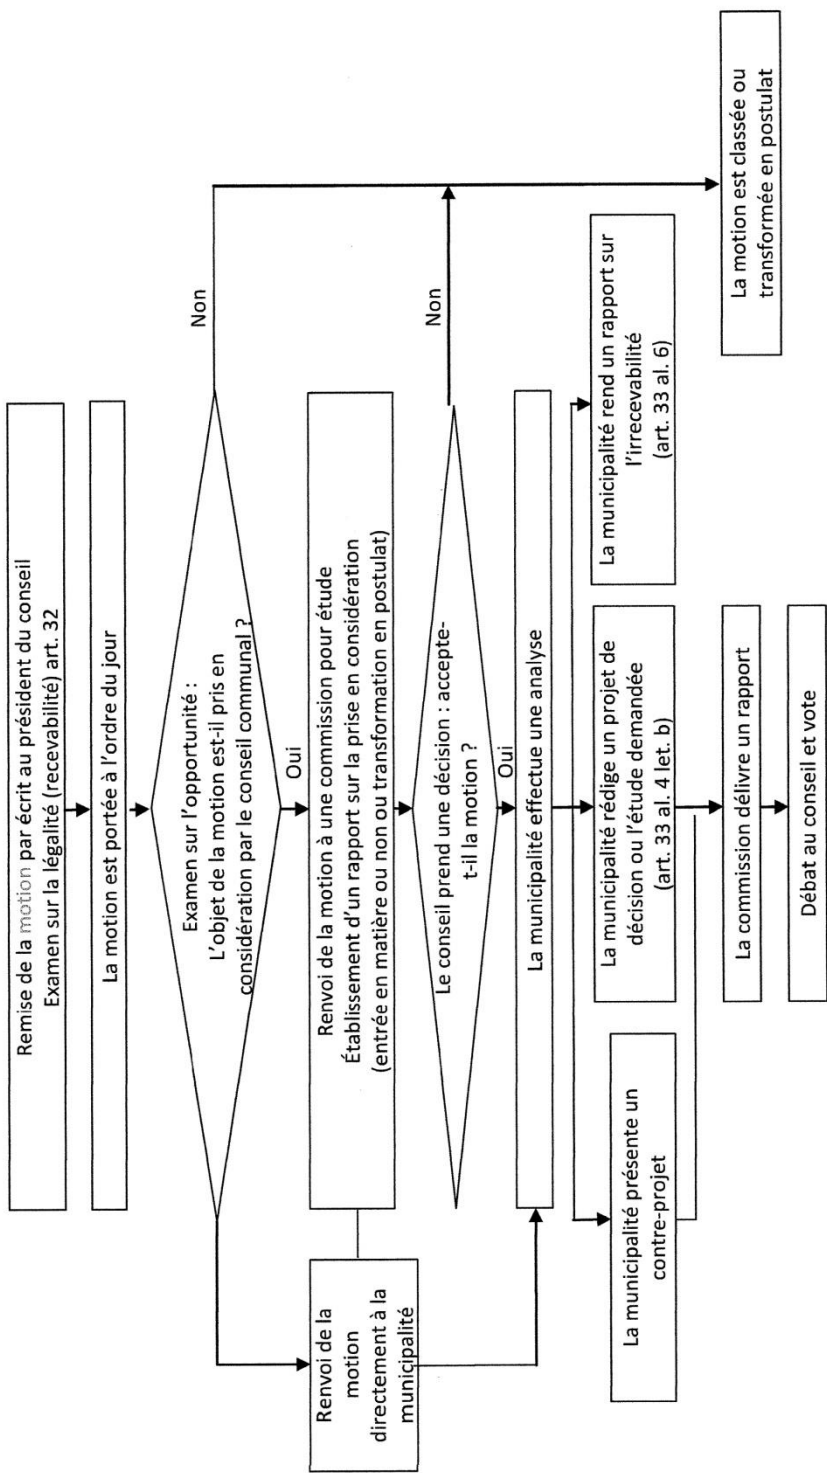 Remise de la motion par écrit au président du conseil
Examen sur la légalité (recevabilité) art. 32
La motion est portée à l'ordre du jour
Examen sur l'opportunité :
L'objet de la motion est-il pris en
considération par le conseil communal ?
Non
Oui
Renvoi de la motion
directement à la
municipalité
Renvoi de la motion à une commission pour étude
Établissement d'un rapport sur la prise en considération
(entrée en matière ou non ou transformation en postulat)
Le conseil prend une décision : accepte-
t-il la motion ?
Non
Oui
La municipalité effectue une analyse
La municipalité présente un
contre-projet
La municipalité rédige un projet de
décision ou l'étude demandée
(art. 33 al. 4 let. b)
La municipalité rend un rapport sur
l'irrecevabilité
(art. 33 al. 6)
La motion est classée ou
transformée en postulat
La commission délivre un rapport
Débat au conseil et vote